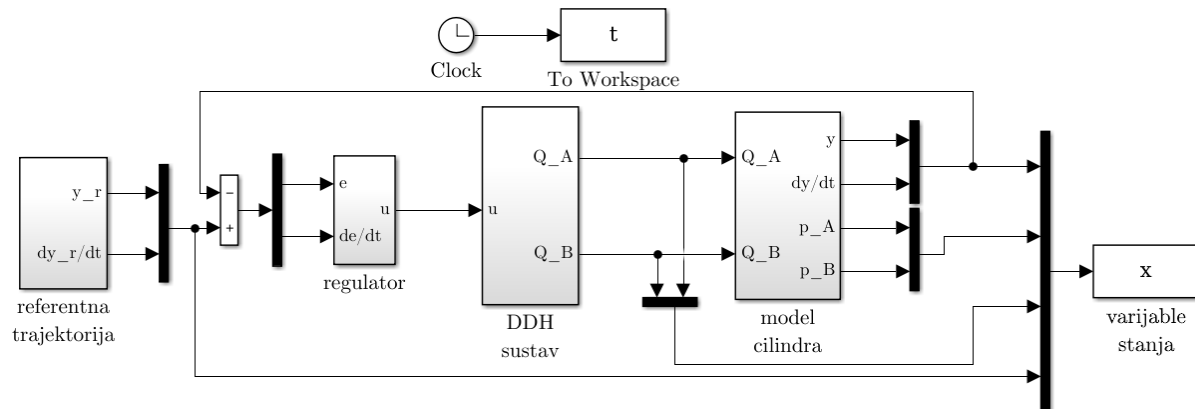 t
Clock
To Workspace
y_r
dy_r/dt
referentna
trajektorija
−
+
e
de/dt
u
regulator
u
Q_A
Q_B
DDH
sustav
Q_A
Q_B
y
dy/dt
p_A
p_B
model
cilindra
x
varijable
stanja